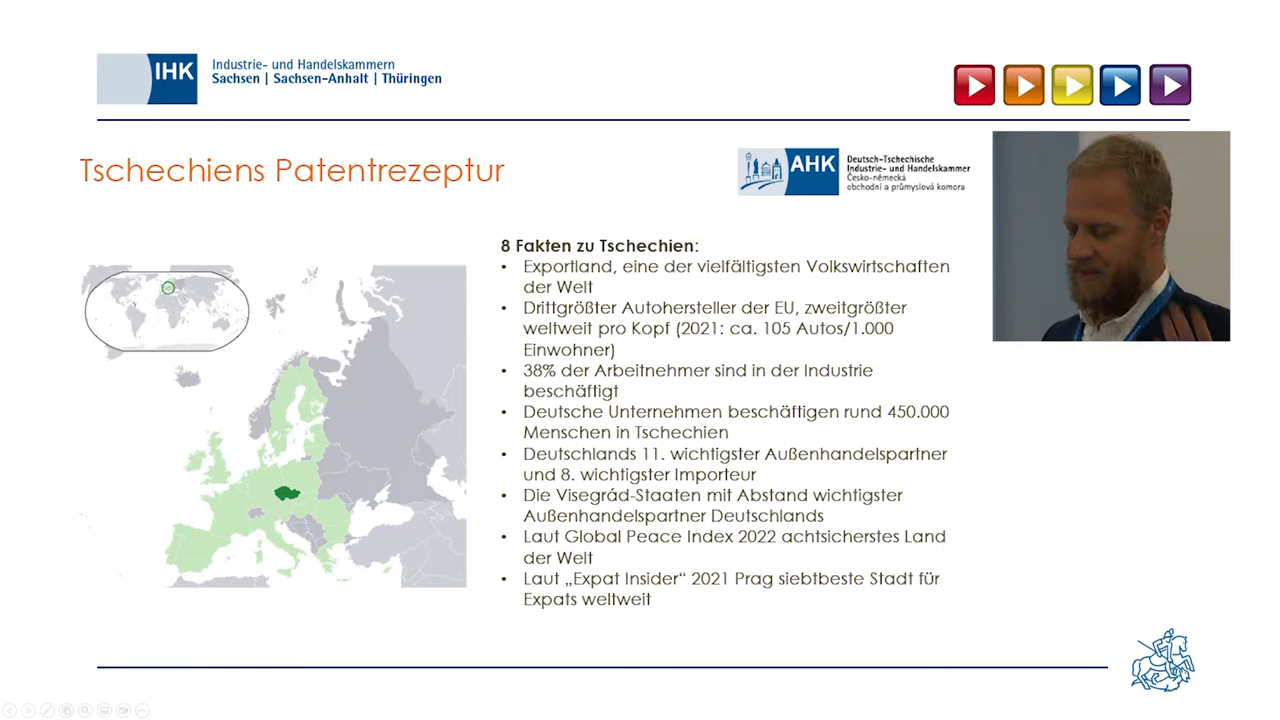 IHK
Industrie- und Handelskammern
Sachsen | Sachsen-Anhalt | Thüringen
Tschechiens Patentrezeptur
AHK
Deutsch-Tschechische
Industrie- und Handelskammer
Česko-německá
obchodní a průmyslová komora
8 Fakten zu Tschechien:
• Exportland, eine der vielfältigsten Volkswirtschaften
der Welt
• Drittgrößter Autohersteller der EU, zweitgrößter
weltweit pro Kopf (2021: ca. 105 Autos/1.000
Einwohner)
• 38% der Arbeitnehmer sind in der Industrie
beschäftigt
• Deutsche Unternehmen beschäftigen rund 450.000
Menschen in Tschechien
• Deutschlands 11. wichtigster Außenhandelspartner
und 8. wichtigster Importeur
• Die Visegrád-Staaten mit Abstand wichtigster
Außenhandelspartner Deutschlands
• Laut Global Peace Index 2022 achtsicherstes Land
der Welt
• Laut „Expat Insider“ 2021 Prag siebtbeste Stadt für
Expats weltweit